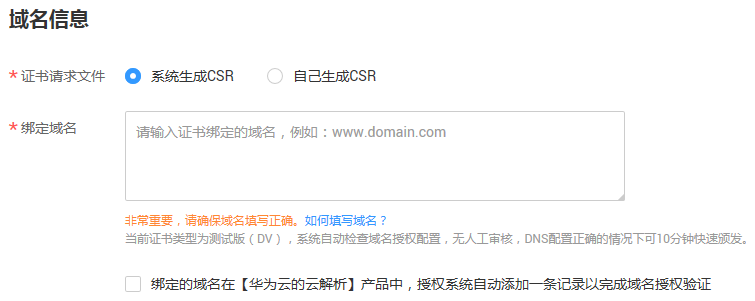 域名信息
* 证书请求文件 系统生成CSR 自己生成CSR
* 绑定域名 请输入证书绑定的域名，例如：www.domain.com
非常重要，请确保域名填写正确。如何填写域名？
当前证书类型为测试版（DV），系统自动检查域名授权配置，无人工审核，DNS配置正确的情况下可10分钟快速颁发。
绑定的域名在【华为云的云解析】产品中，授权系统自动添加一条记录以完成域名授权验证